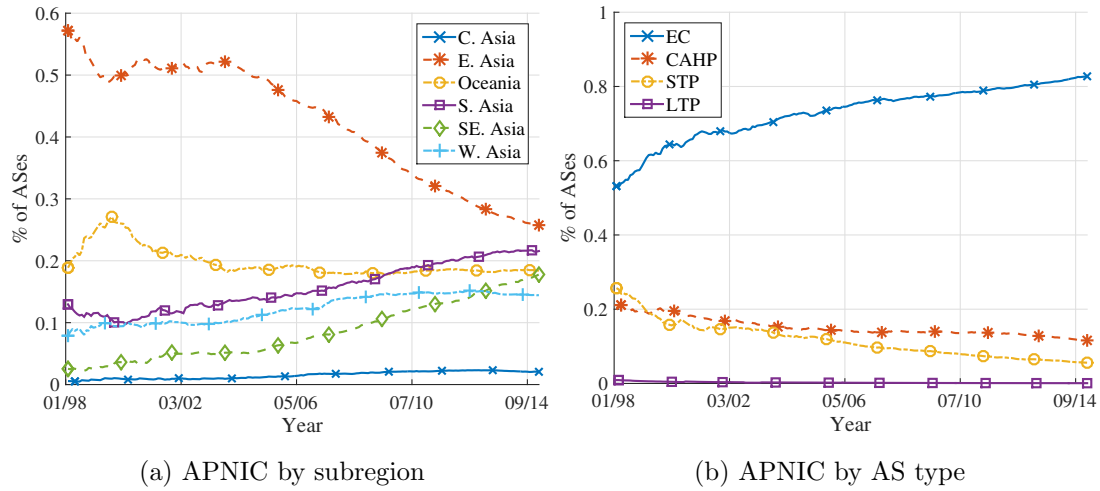 0.6
0.5
0.4
0.3
0.2
0.1
0
% of ASes
C. Asia
E. Asia
Oceania
S. Asia
SE. Asia
W. Asia
01/98
03/02
05/06
07/10
09/14
Year
(a) APNIC by subregion
1
0.8
0.6
0.4
0.2
0
% of ASes
EC
CAHP
STP
LTP
01/98
03/02
05/06
07/10
09/14
Year
(b) APNIC by AS type